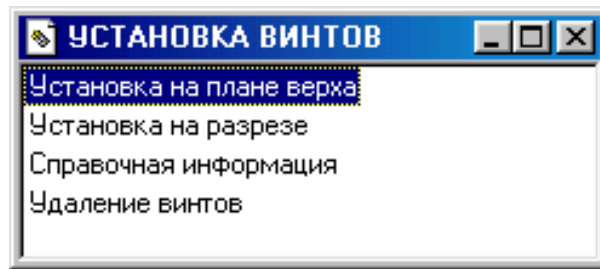 УСТАНОВКА ВИНТОВ
Установка на плане верха
Установка на разрезе
Справочная информация
Удаление винтов